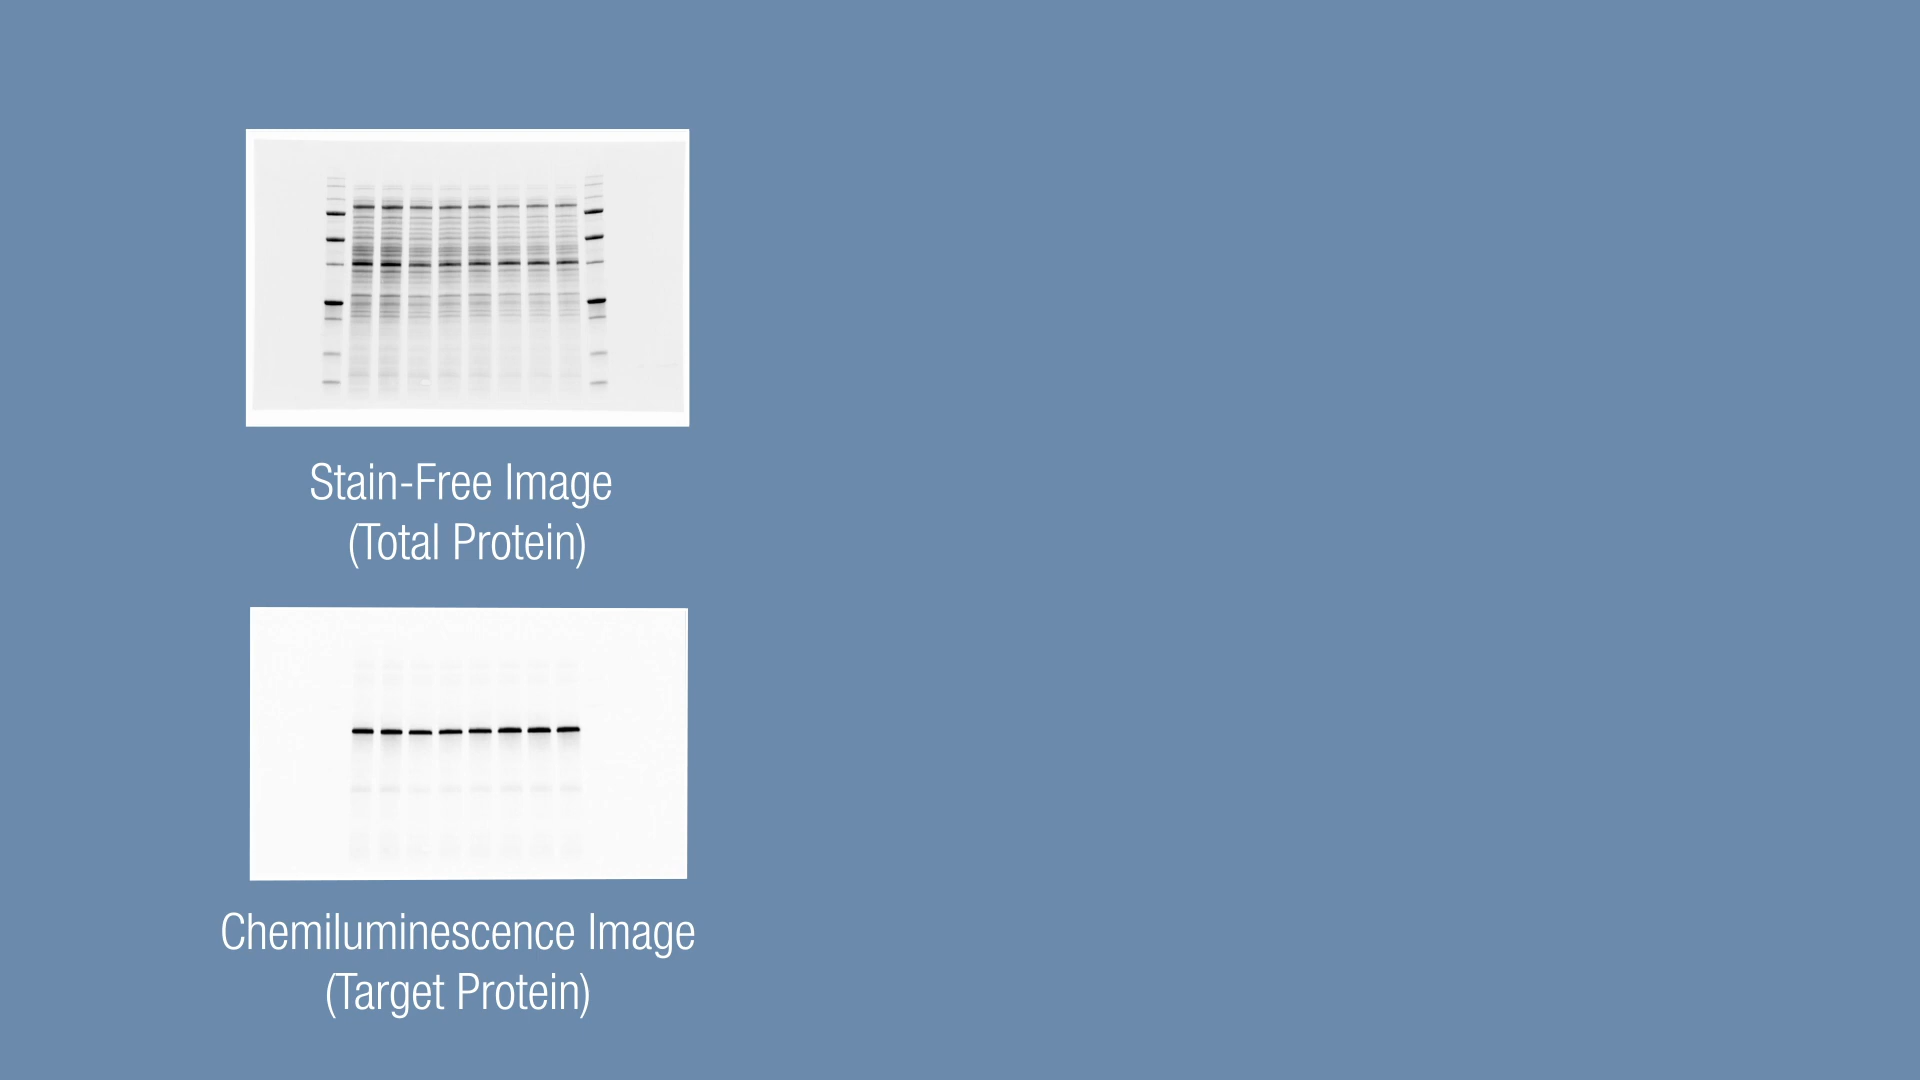 Stain-Free Image
(Total Protein)
Chemiluminescence Image
(Target Protein)